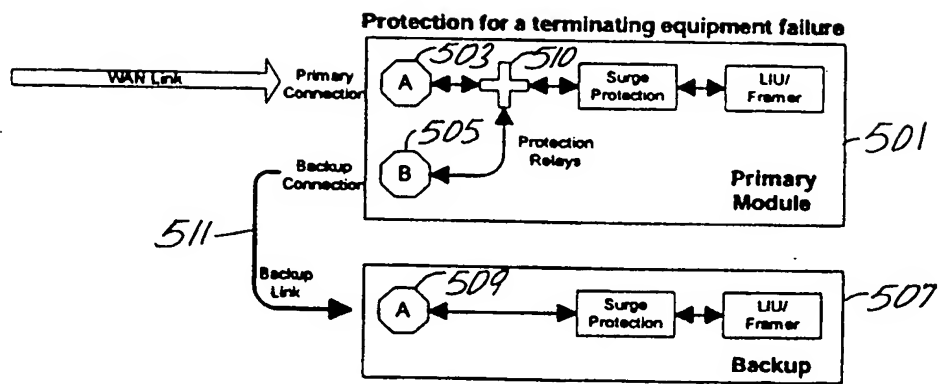 Protection for a terminating equipment failure
WAN Link
Primary
Connection
503
A
510
Surge
Protection
LIU/
Framer
505
B
Protection
Relays
501
Backup
Connection
Primary
Module
511
Backup
Link
509
A
Surge
Protection
LIU/
Framer
507
Backup